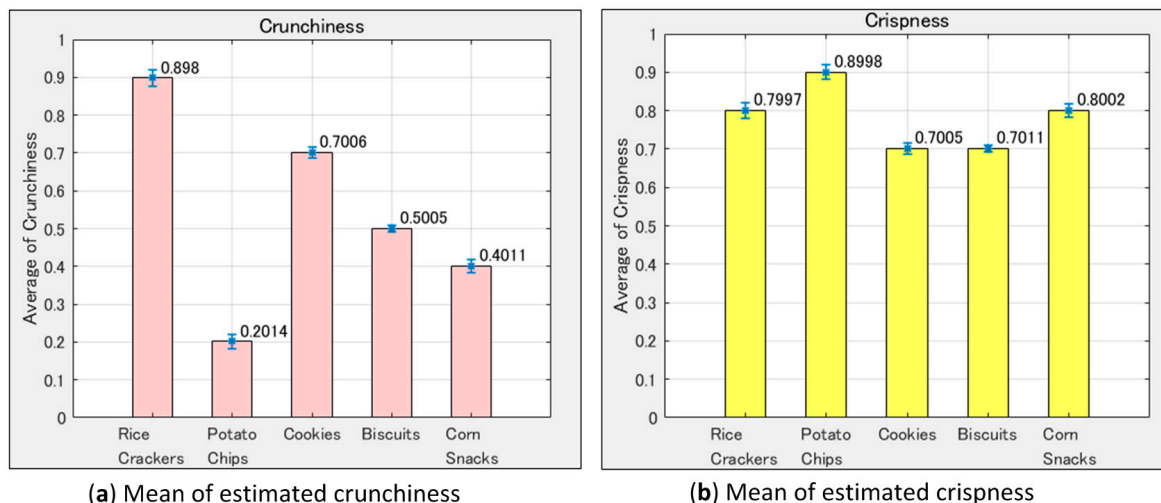 Crunchiness
Average of Crunchiness
1
0.9
0.8
0.7
0.6
0.5
0.4
0.3
0.2
0.1
0
0.898
0.2014
0.7006
0.5005
0.4011
Rice Crackers
Potato Chips
Cookies
Biscuits
Corn Snacks
(a) Mean of estimated crunchiness
Crispness
Average of Crispness
1
0.9
0.8
0.7
0.6
0.5
0.4
0.3
0.2
0.1
0
0.7997
0.8998
0.7005
0.7011
0.8002
Rice Crackers
Potato Chips
Cookies
Biscuits
Corn Snacks
(b) Mean of estimated crispness